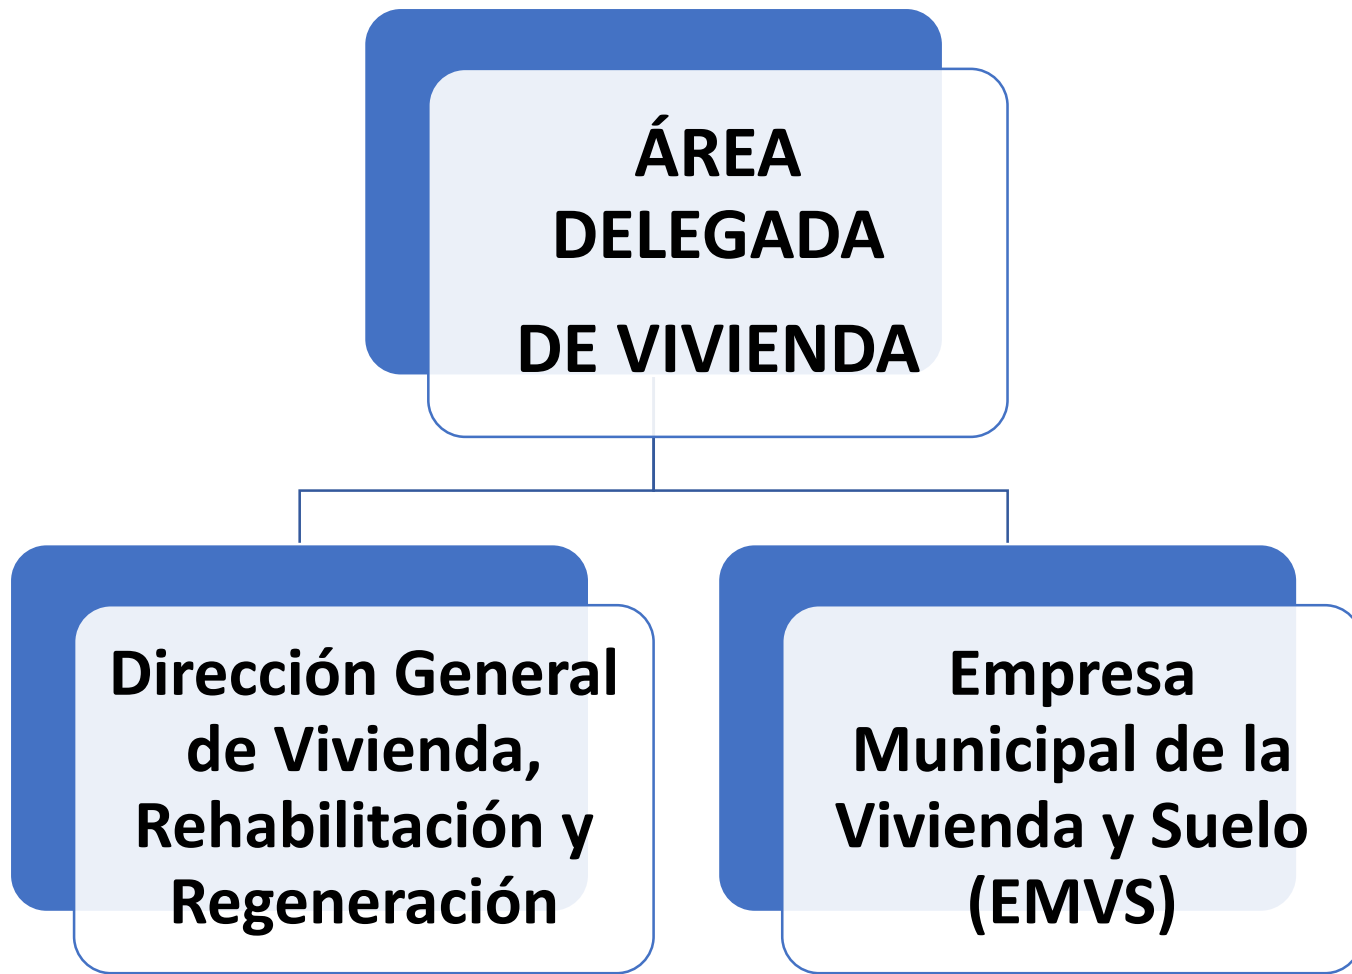 ÁREA
DELEGADA
DE VIVIENDA
Dirección General
de Vivienda,
Rehabilitación y
Regeneración
Empresa
Municipal de la
Vivienda y Suelo
(EMVS)